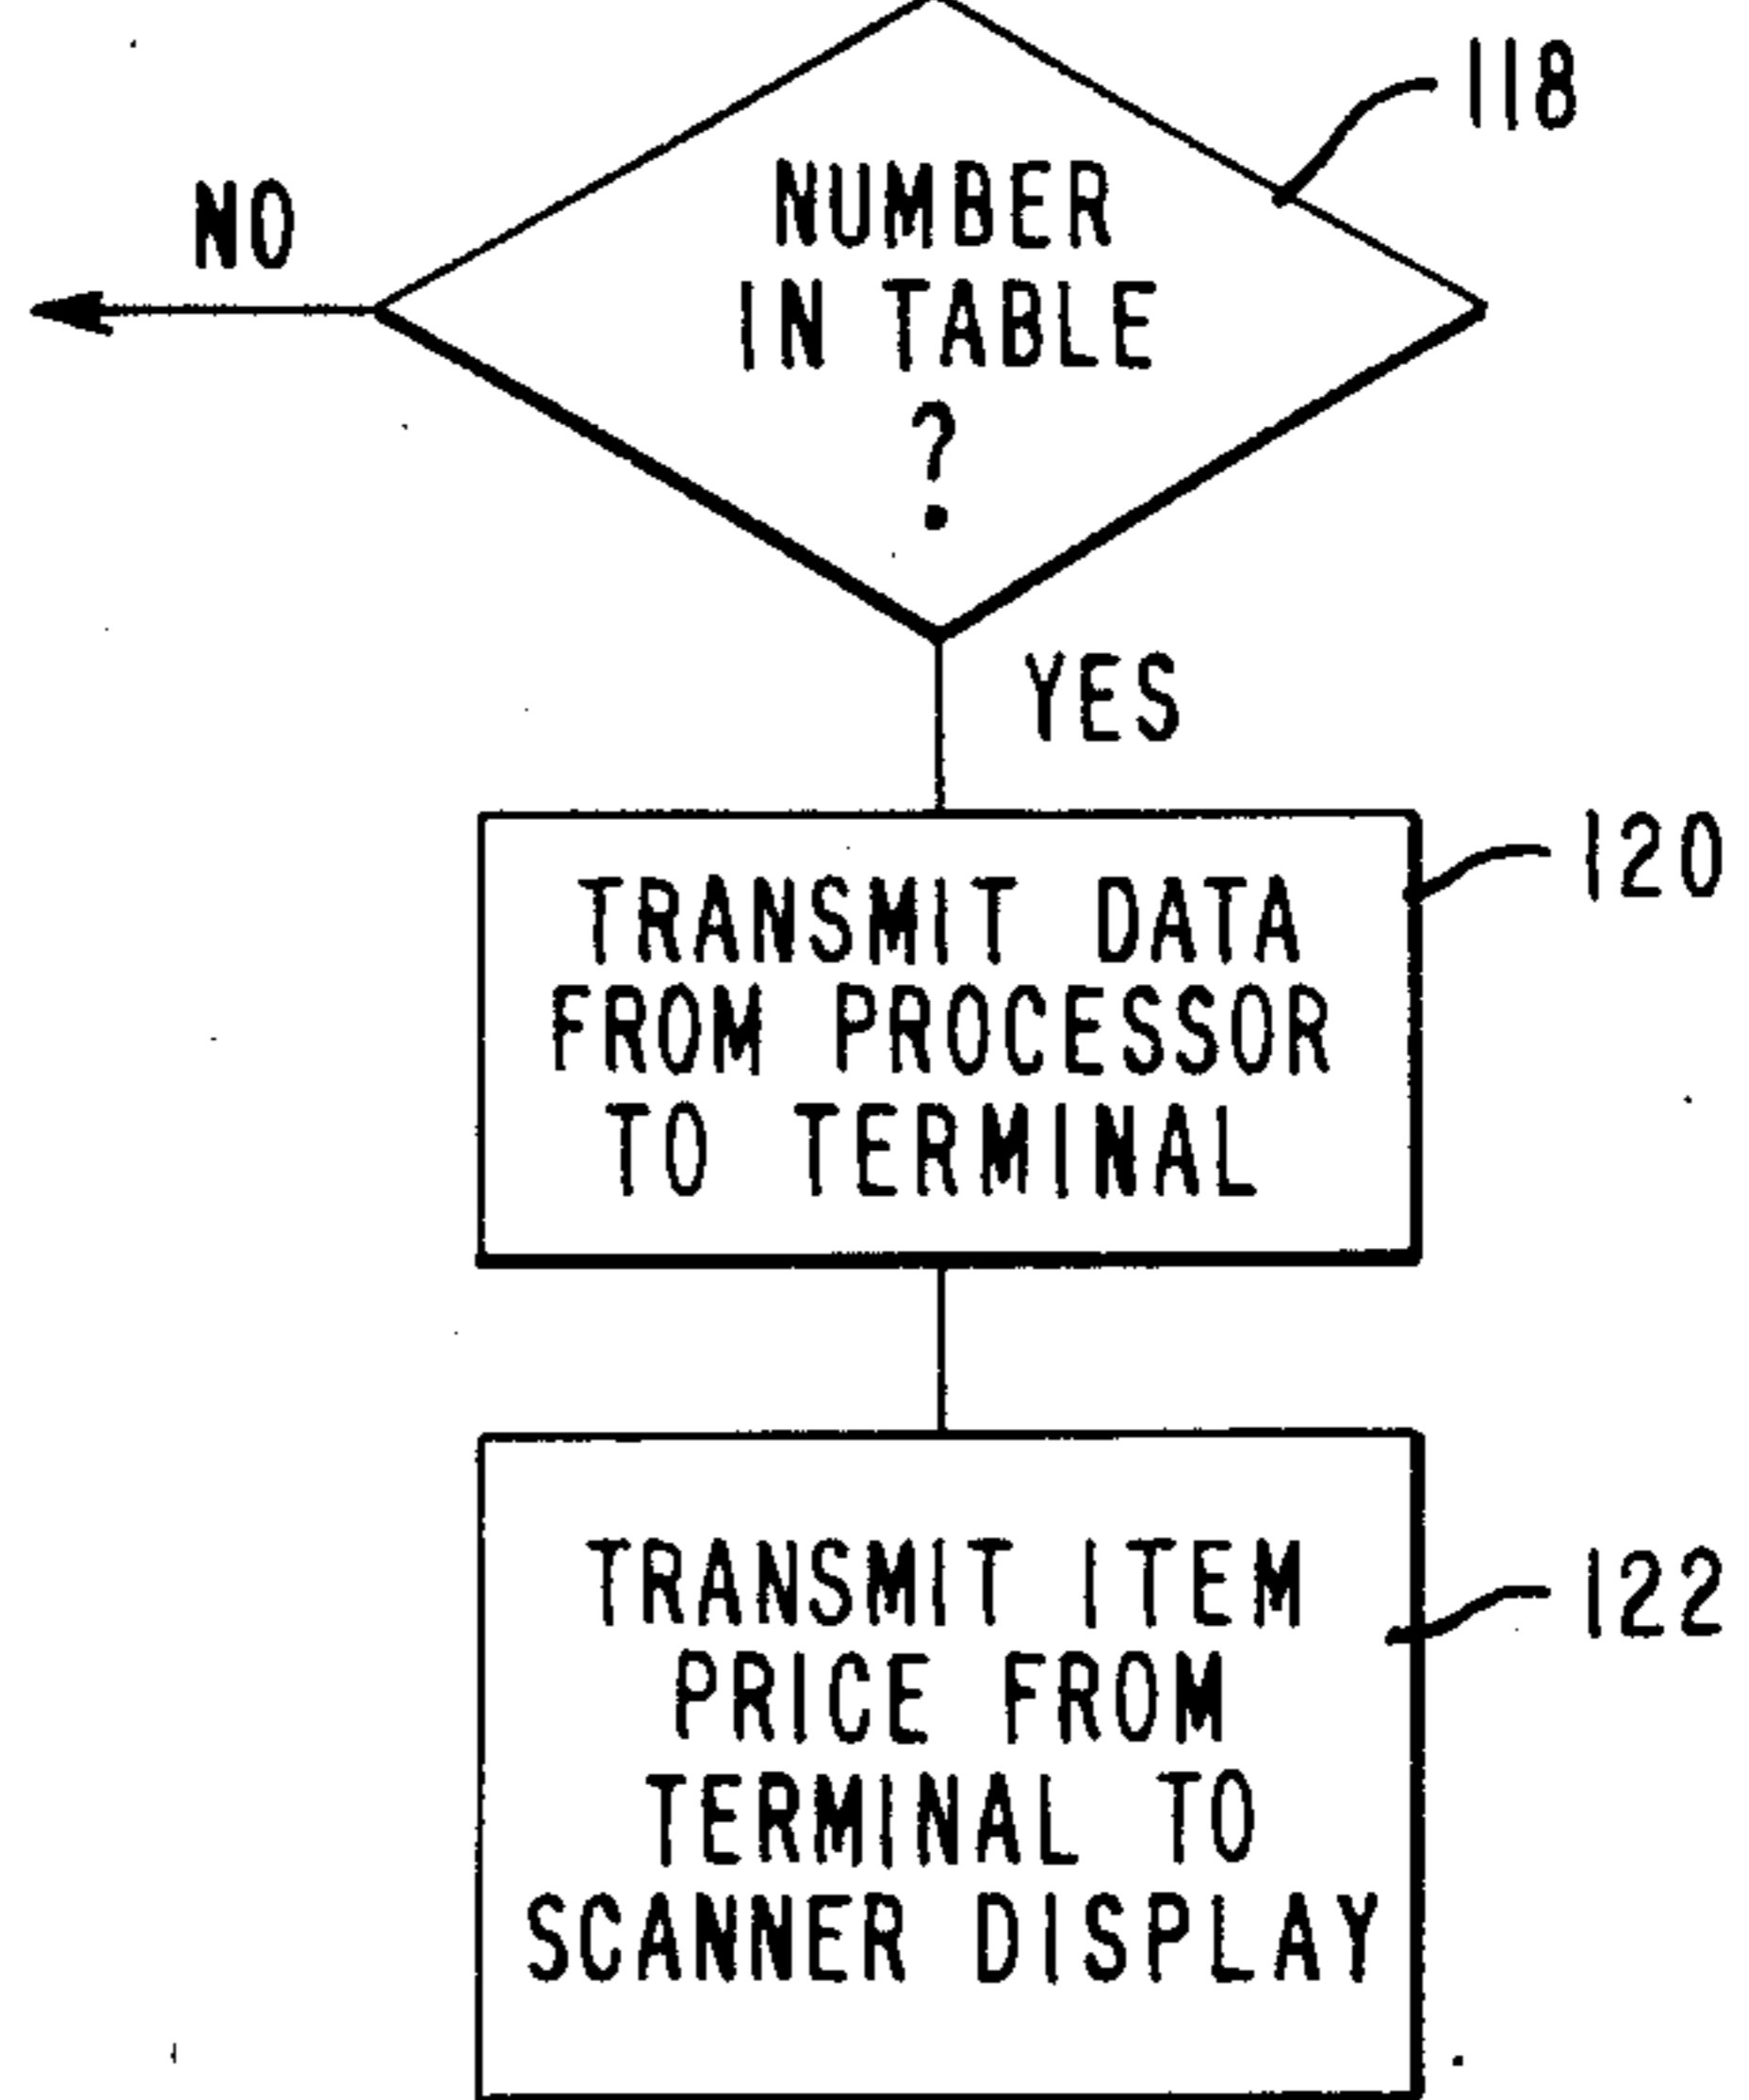 118
NO
NUMBER
IN TABLE
?
YES
120
TRANSMIT DATA
FROM PROCESSOR
TO TERMINAL
122
TRANSMIT ITEM
PRICE FROM
TERMINAL TO
SCANNER DISPLAY